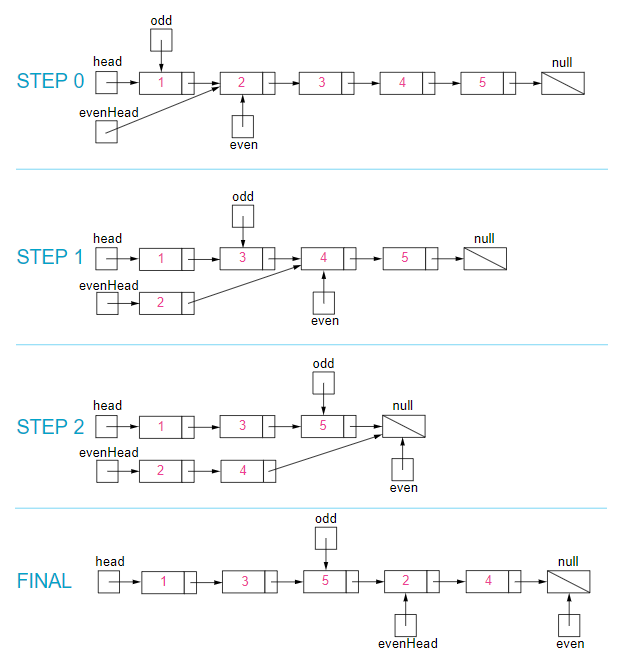 odd
head
null
STEP 0
1 2 3 4 5
evenHead
even
odd
head
null
STEP 1
1 3 4 5
evenHead
2
even
odd
head
null
STEP 2
1 3 5
evenHead
2 4
even
odd
head
null
FINAL
1 3 5 2 4
evenHead
even